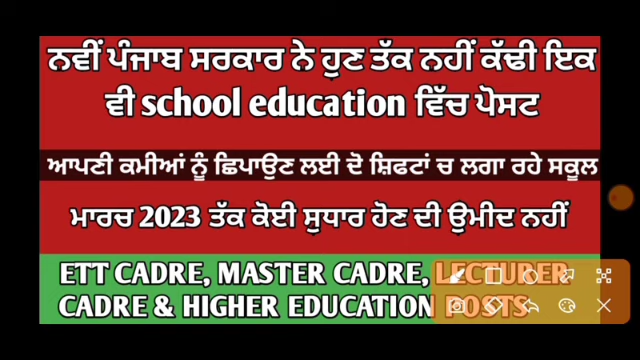 ਨਵੀਂ ਪੰਜਾਬ ਸਰਕਾਰ ਨੇ ਹੁਣ ਤੱਕ ਨਹੀਂ ਕੱਢੀ ਇਕ
ਵੀ school education ਵਿੱਚ ਪੋਸਟ
ਆਪਣੀ ਕਮੀਆਂ ਨੂੰ ਛਿਪਾਉਣ ਲਈ ਦੋ ਸ਼ਿਫਟਾਂ ਚ ਲਗਾ ਰਹੇ ਸਕੂਲ
ਮਾਰਚ 2023 ਤੱਕ ਕੋਈ ਸੁਧਾਰ ਹੋਣ ਦੀ ਉਮੀਦ ਨਹੀਂ
ETT CADRE, MASTER CADRE, LECTURER
CADRE & HIGHER EDUCATION POSTS